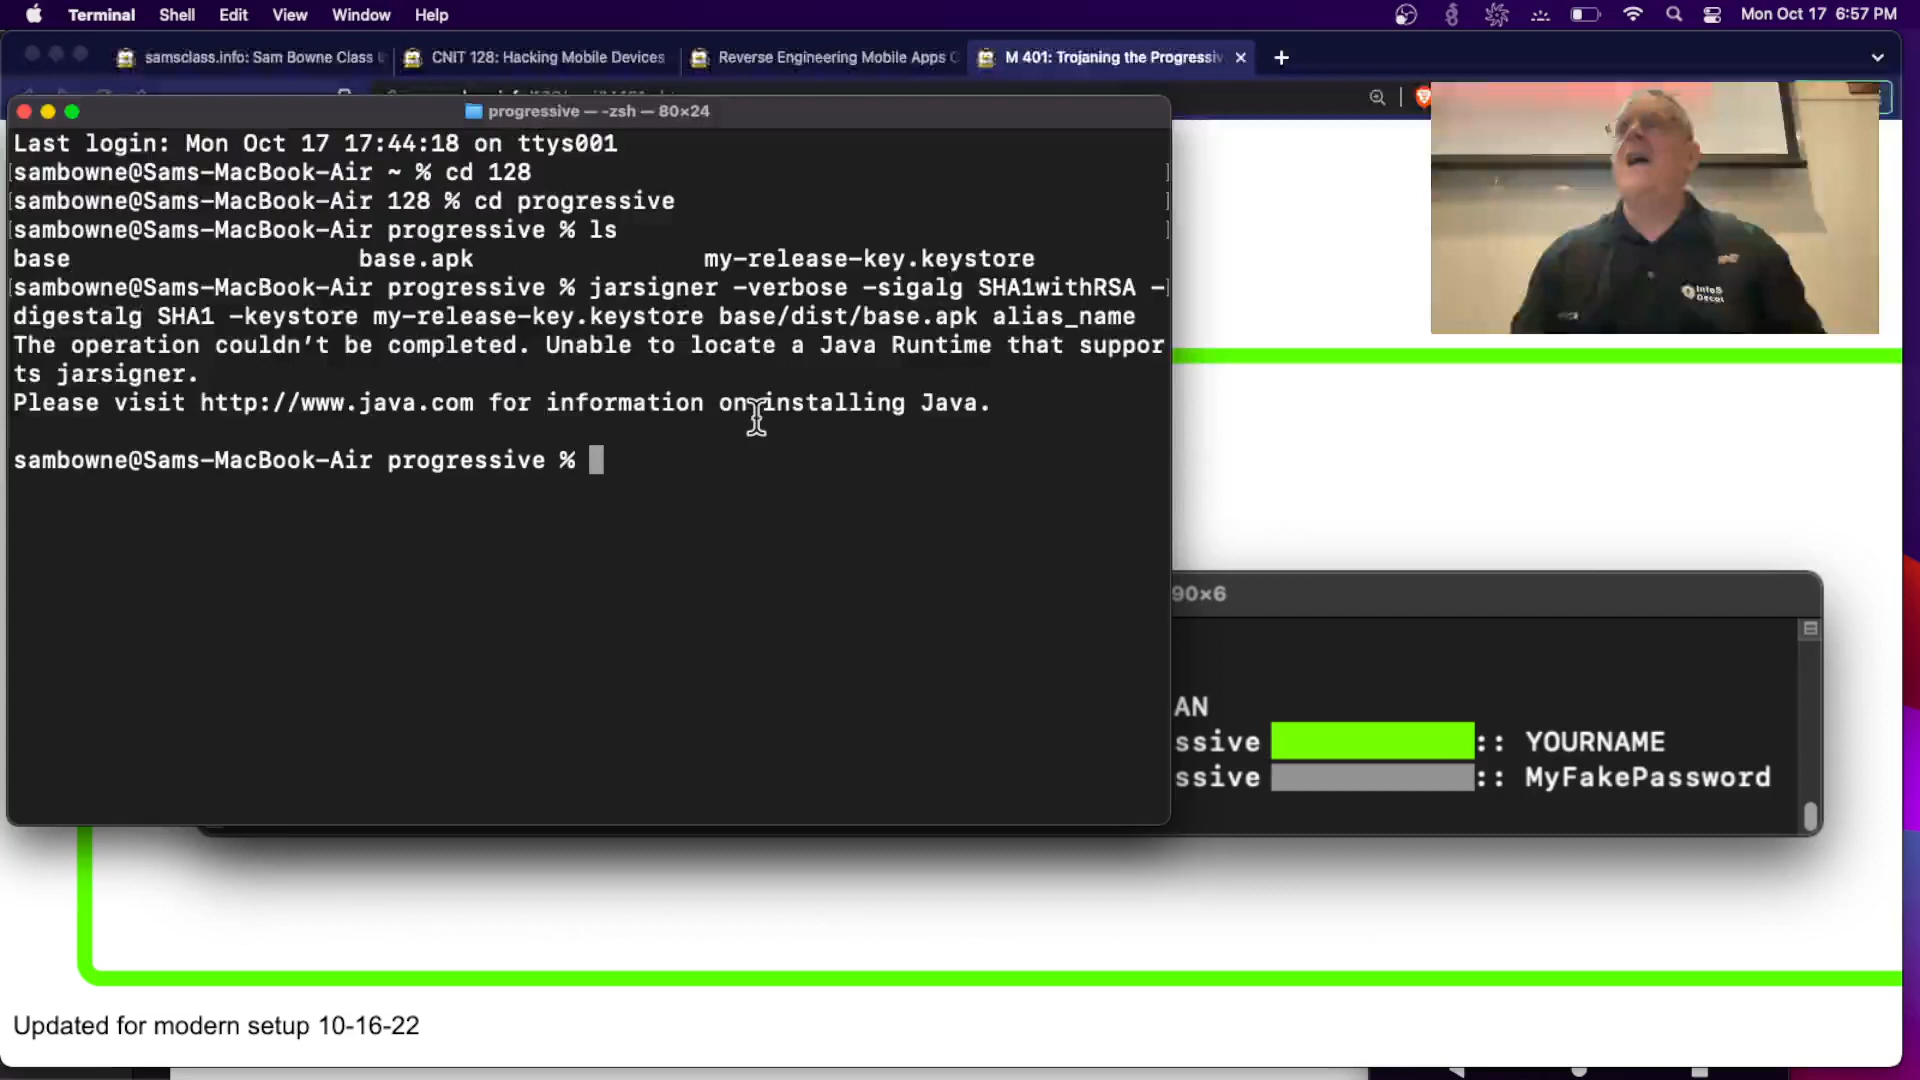 Terminal Shell Edit View Window Help Mon Oct 17 6:57 PM
samsclass.info: Sam Bowne Class CNIT 128: Hacking Mobile Devices Reverse Engineering Mobile Apps M 401: Trojaning the Progressiv
progressive — -zsh — 80×24
Last login: Mon Oct 17 17:44:18 on ttys001
sambowne@Sams-MacBook-Air ~ % cd 128
sambowne@Sams-MacBook-Air 128 % cd progressive
sambowne@Sams-MacBook-Air progressive % ls
base base.apk my-release-key.keystore
sambowne@Sams-MacBook-Air progressive % jarsigner -verbose -sigalg SHA1withRSA -
digestalg SHA1 -keystore my-release-key.keystore base/dist/base.apk alias_name
The operation couldn’t be completed. Unable to locate a Java Runtime that suppor
ts jarsigner.
Please visit http://www.java.com for information on installing Java.
sambowne@Sams-MacBook-Air progressive %
90×6
AN
ssive :: YOURNAME
ssive :: MyFakePassword
Updated for modern setup 10-16-22